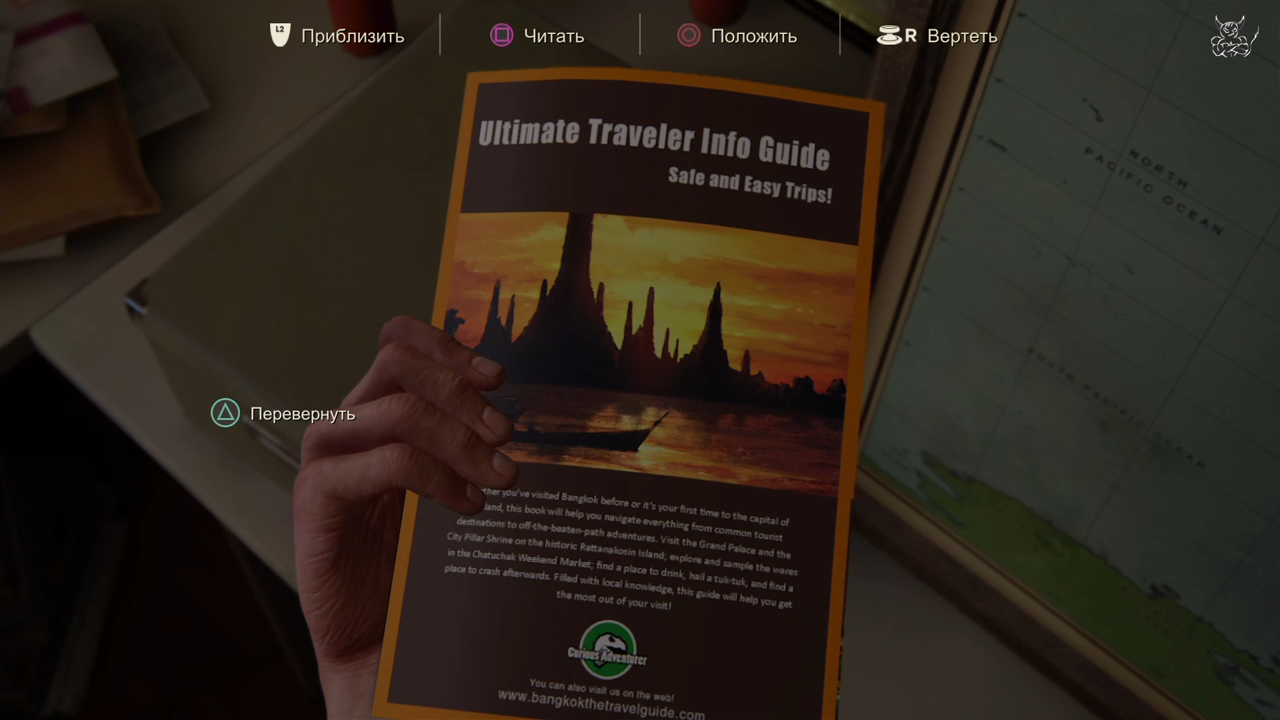 L2 Приблизить
Читать
Положить
R Вертеть
Ultimate Traveler Info Guide
Safe and Easy Trips!
NORTH
PACIFIC OCEAN
SOUTH PACIFIC OCEAN
Перевернуть
you've visited Bangkok before or it's your first time to the capital of
this book will help you navigate everything from common tourist
destinations to off-the-beaten-path adventures. Visit the Grand Palace and the
City Pillar Shrine on the historic Rattanakosin Island; explore and sample the wares
in the Chatuchak Weekend Market; find a place to drink, hail a tuk-tuk, and find a
place to crash afterwards. Filled with local knowledge, this guide will help you get
the most out of your visit!
Curious Adventurer
You can also visit us on the web!
www.bangkokthetravelguide.com